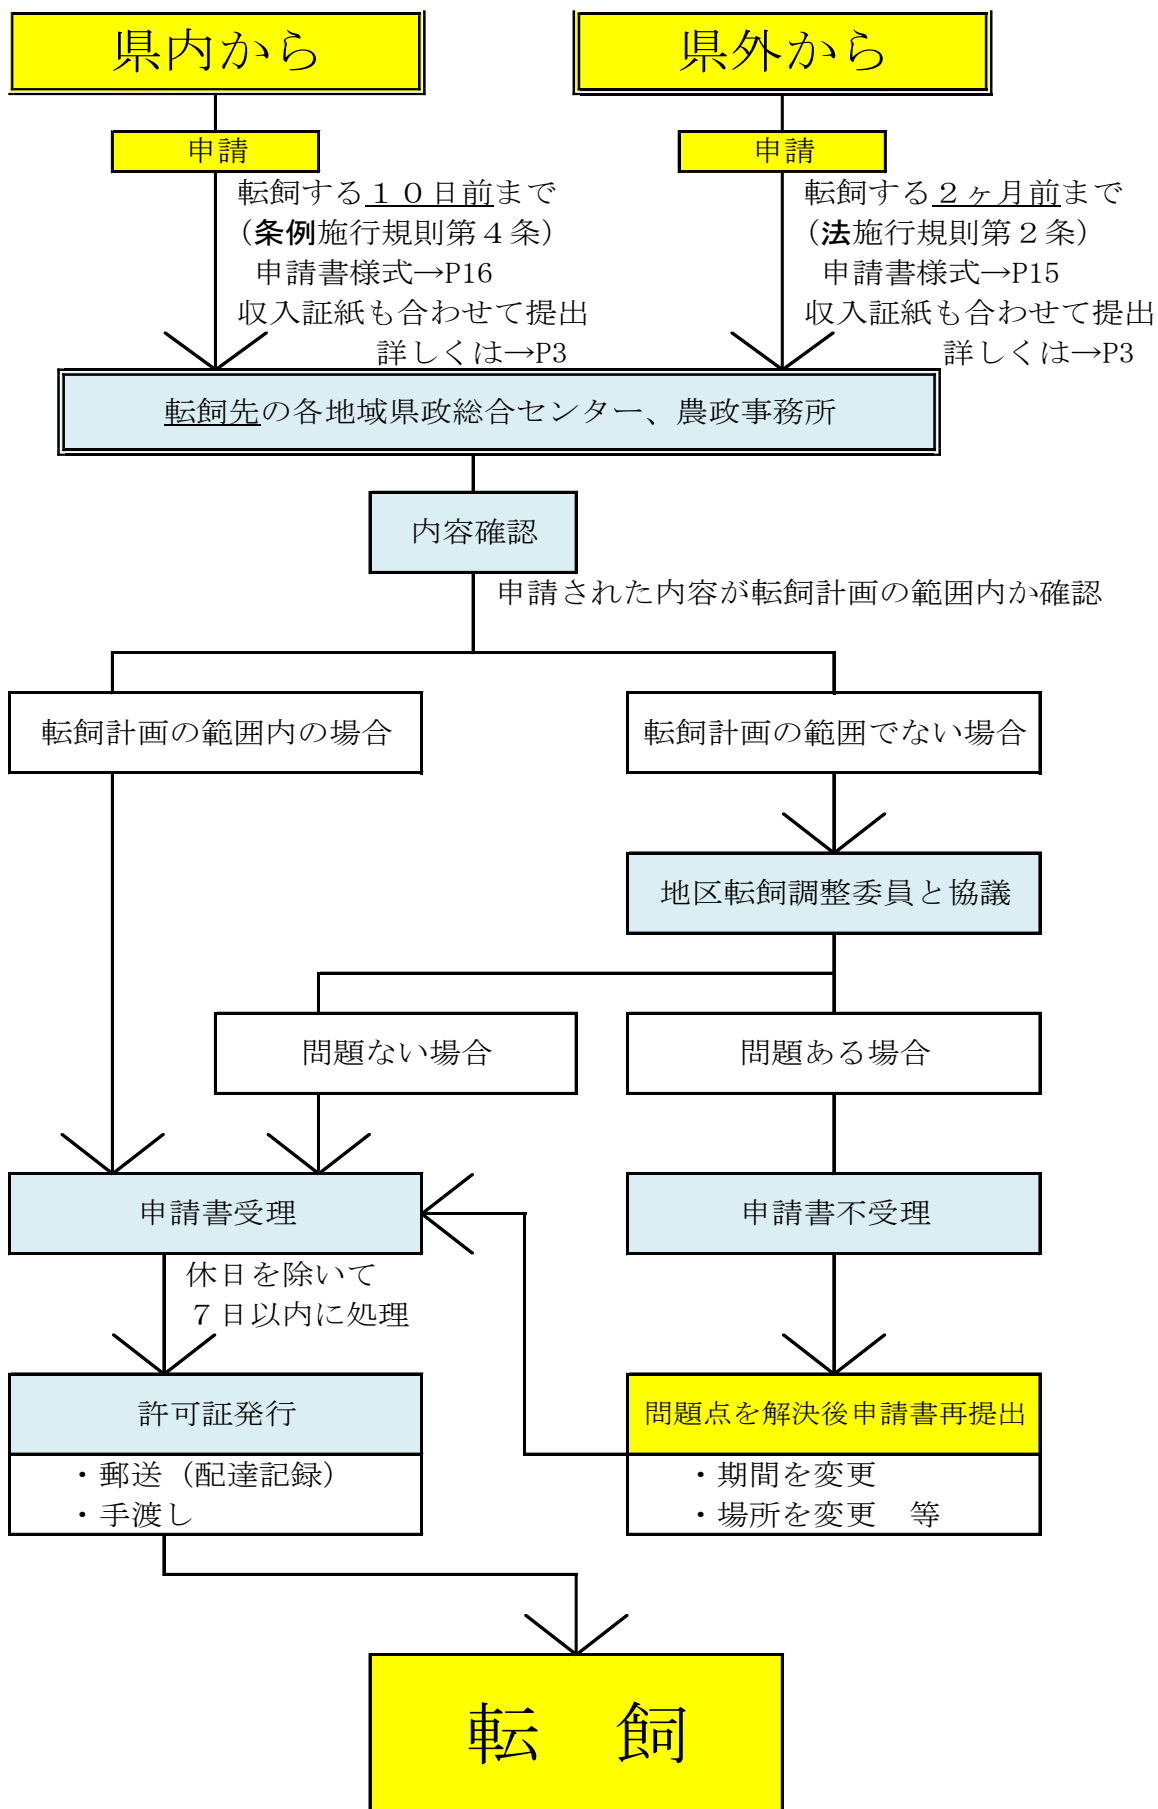 県内から
県外から
申請
申請
転飼する１０日前まで
（条例施行規則第４条）
申請書様式→P16
収入証紙も合わせて提出
詳しくは→P3
転飼する２ヶ月前まで
（法施行規則第２条）
申請書様式→P15
収入証紙も合わせて提出
詳しくは→P3
転飼先の各地域県政総合センター、農政事務所
内容確認
申請された内容が転飼計画の範囲内か確認
転飼計画の範囲内の場合
転飼計画の範囲でない場合
地区転飼調整委員と協議
問題ない場合
問題ある場合
申請書受理
申請書不受理
休日を除いて
７日以内に処理
許可証発行
・郵送（配達記録）
・手渡し
問題点を解決後申請書再提出
・期間を変更
・場所を変更　等
転　飼